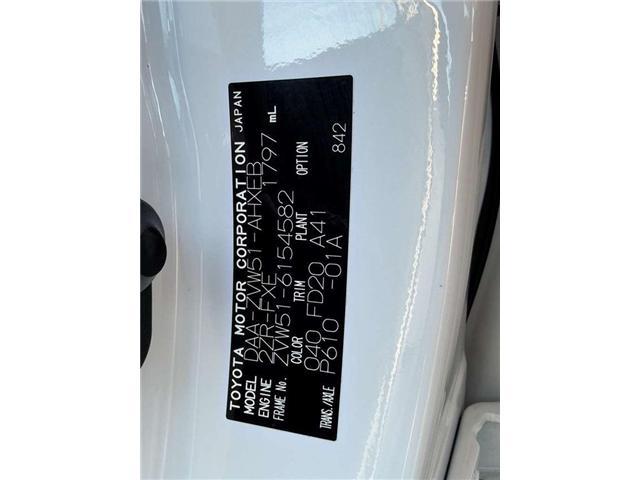 TOYOTA MOTOR CORPORATION JAPAN
MODEL DAA-ZVW51-AHXEB
ENGINE 2ZR-FXE 1797 mL
FRAME No. ZVW51-6154582
COLOR TRIM PLANT OPTION
040 FD20 A41 842
TRANS./AXLE P610 -01A